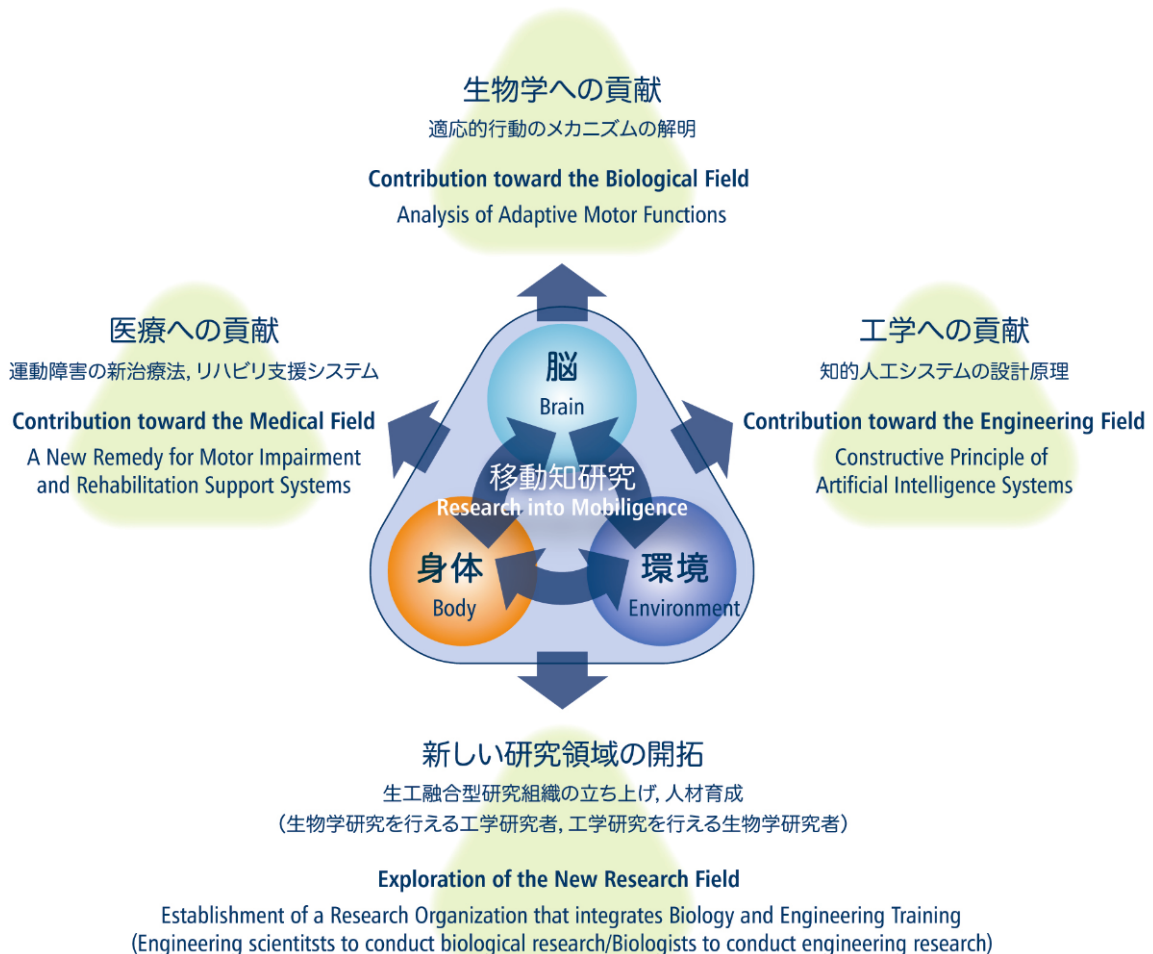 生物学への貢献
適応的行動のメカニズムの解明
Contribution toward the Biological Field
Analysis of Adaptive Motor Functions
医療への貢献
運動障害の新治療法, リハビリ支援システム
Contribution toward the Medical Field
A New Remedy for Motor Impairment
and Rehabilitation Support Systems
工学への貢献
知的人工システムの設計原理
Contribution toward the Engineering Field
Constructive Principle of
Artificial Intelligence Systems
脳
Brain
移動知研究
Research into Mobiligence
身体
Body
環境
Environment
新しい研究領域の開拓
生工融合型研究組織の立ち上げ, 人材育成
（生物学研究を行える工学研究者, 工学研究を行える生物学研究者）
Exploration of the New Research Field
Establishment of a Research Organization that integrates Biology and Engineering Training
(Engineering scientitsts to conduct biological research/Biologists to conduct engineering research)